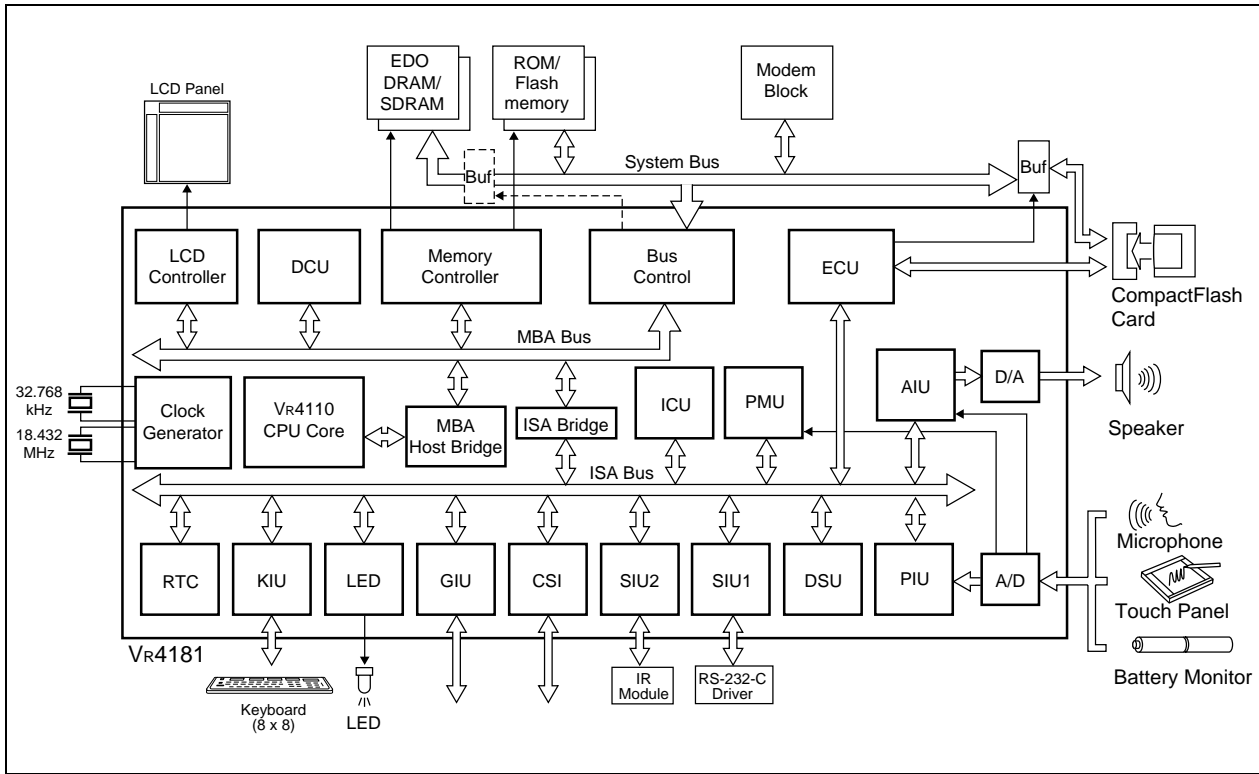 EDO
DRAM/
SDRAM
ROM/
Flash
memory
Modem
Block
LCD Panel
System Bus
Buf
Buf
LCD
Controller
DCU
Memory
Controller
Bus
Control
ECU
CompactFlash
Card
MBA Bus
32.768
kHz
18.432
MHz
Clock
Generator
VR4110
CPU Core
MBA
Host Bridge
ISA Bridge
ICU
PMU
AIU
D/A
Speaker
ISA Bus
RTC
KIU
LED
GIU
CSI
SIU2
SIU1
DSU
PIU
A/D
Microphone
Touch Panel
Battery Monitor
VR4181
Keyboard
(8 x 8)
LED
IR
Module
RS-232-C
Driver